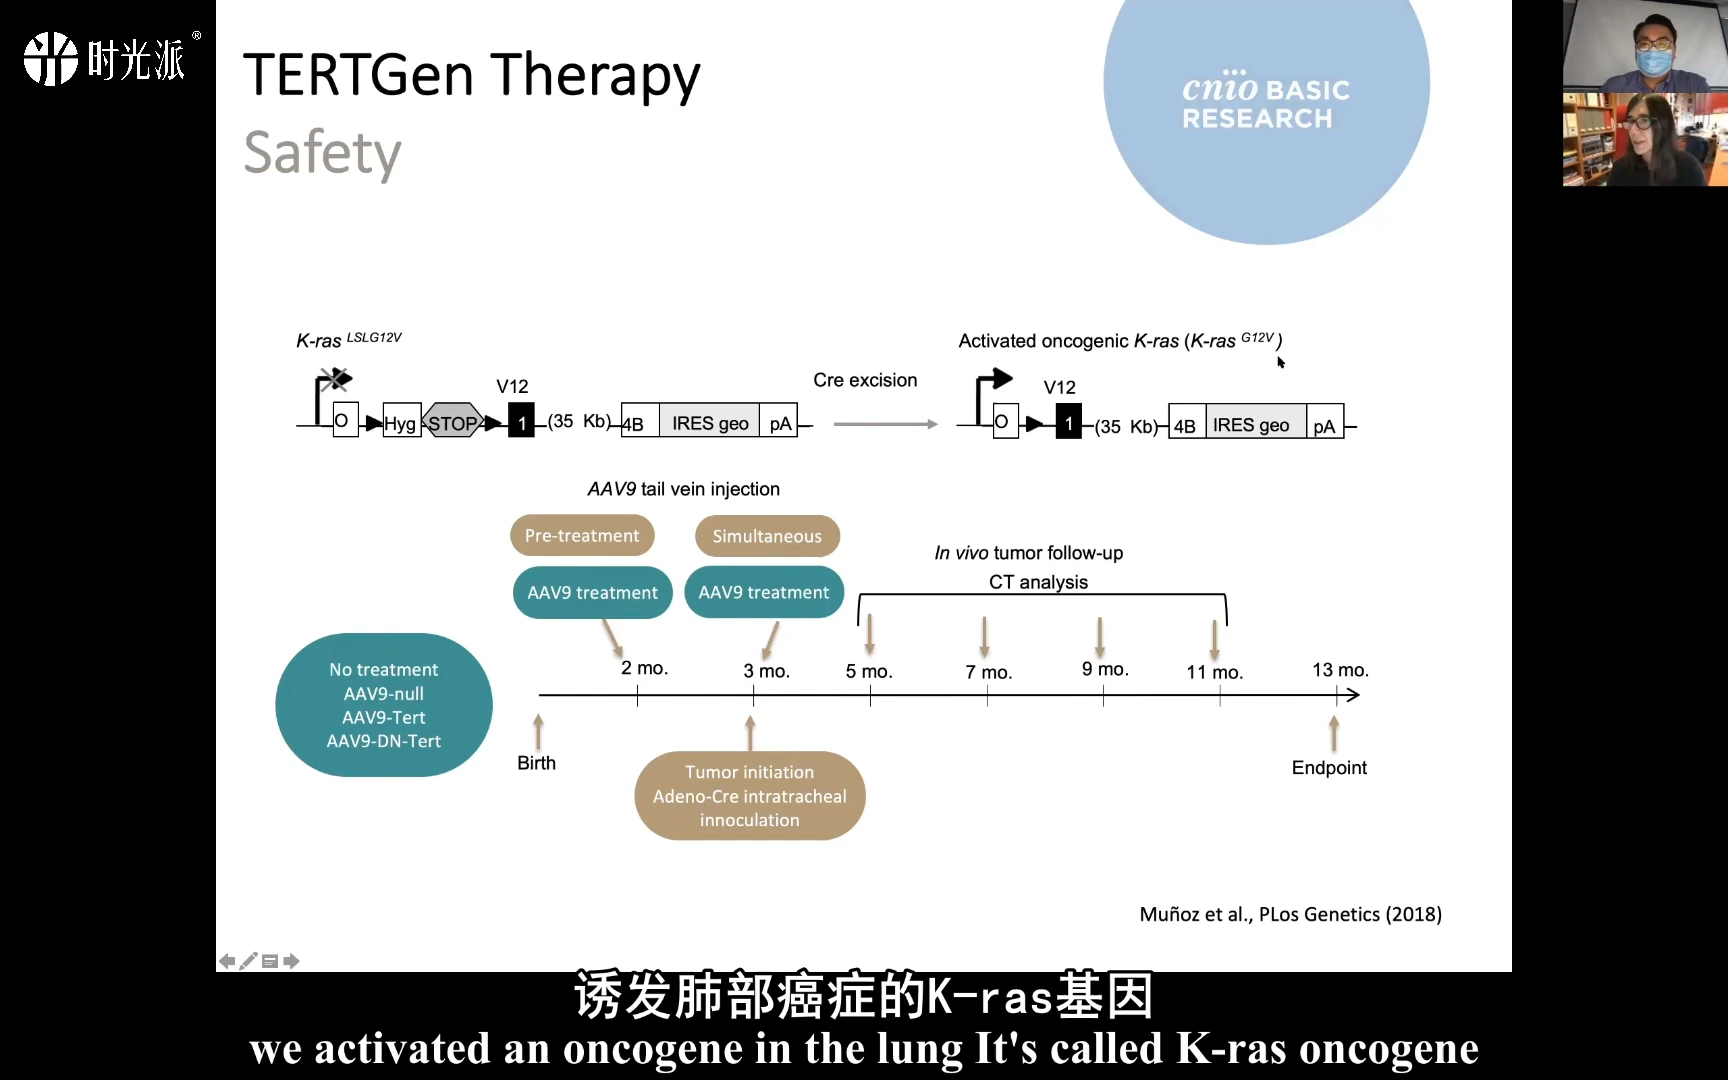 时光派®
TERTGen Therapy
Safety
cnio BASIC
RESEARCH
K-ras LSLG12V
Activated oncogenic K-ras (K-ras G12V)
V12
Cre excision
V12
O Hyg STOP 1 (35 Kb) 4B IRES geo pA
O 1 (35 Kb) 4B IRES geo pA
AAV9 tail vein injection
Pre-treatment
Simultaneous
AAV9 treatment
AAV9 treatment
In vivo tumor follow-up
CT analysis
No treatment
AAV9-null
AAV9-Tert
AAV9-DN-Tert
2 mo. 3 mo. 5 mo. 7 mo. 9 mo. 11 mo. 13 mo.
Birth
Tumor initiation
Adeno-Cre intratracheal
innoculation
Endpoint
Muñoz et al., PLos Genetics (2018)
诱发肺部癌症的K-ras基因
we activated an oncogene in the lung It's called K-ras oncogene